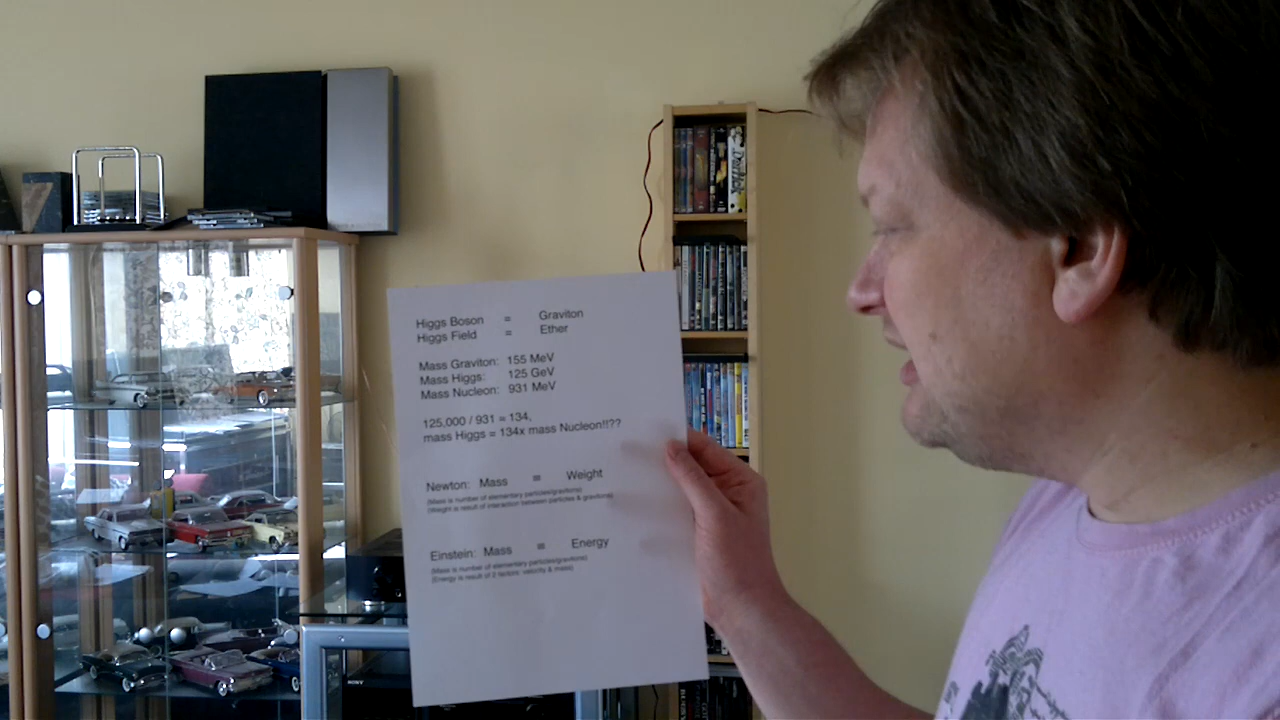 Higgs Boson = Graviton
Higgs Field = Ether
Mass Graviton: 155 MeV
Mass Higgs: 125 GeV
Mass Nucleon: 931 MeV
125,000 / 931 = 134,
mass Higgs = 134x mass Nucleon!!??
Newton: Mass = Weight
(Mass is number of elementary particles/gravitons)
(Weight is result of interaction between particles & gravitons)
Einstein: Mass = Energy
(Mass is number of elementary particles/gravitons)
(Energy is result of 2 factors: velocity & mass)
SONY